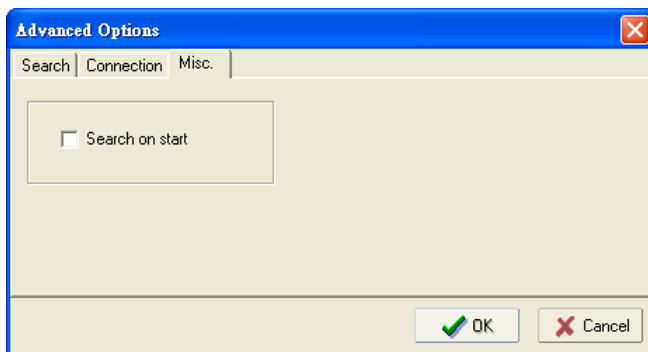 Advanced Options
Search Connection Misc.
Search on start
OK Cancel